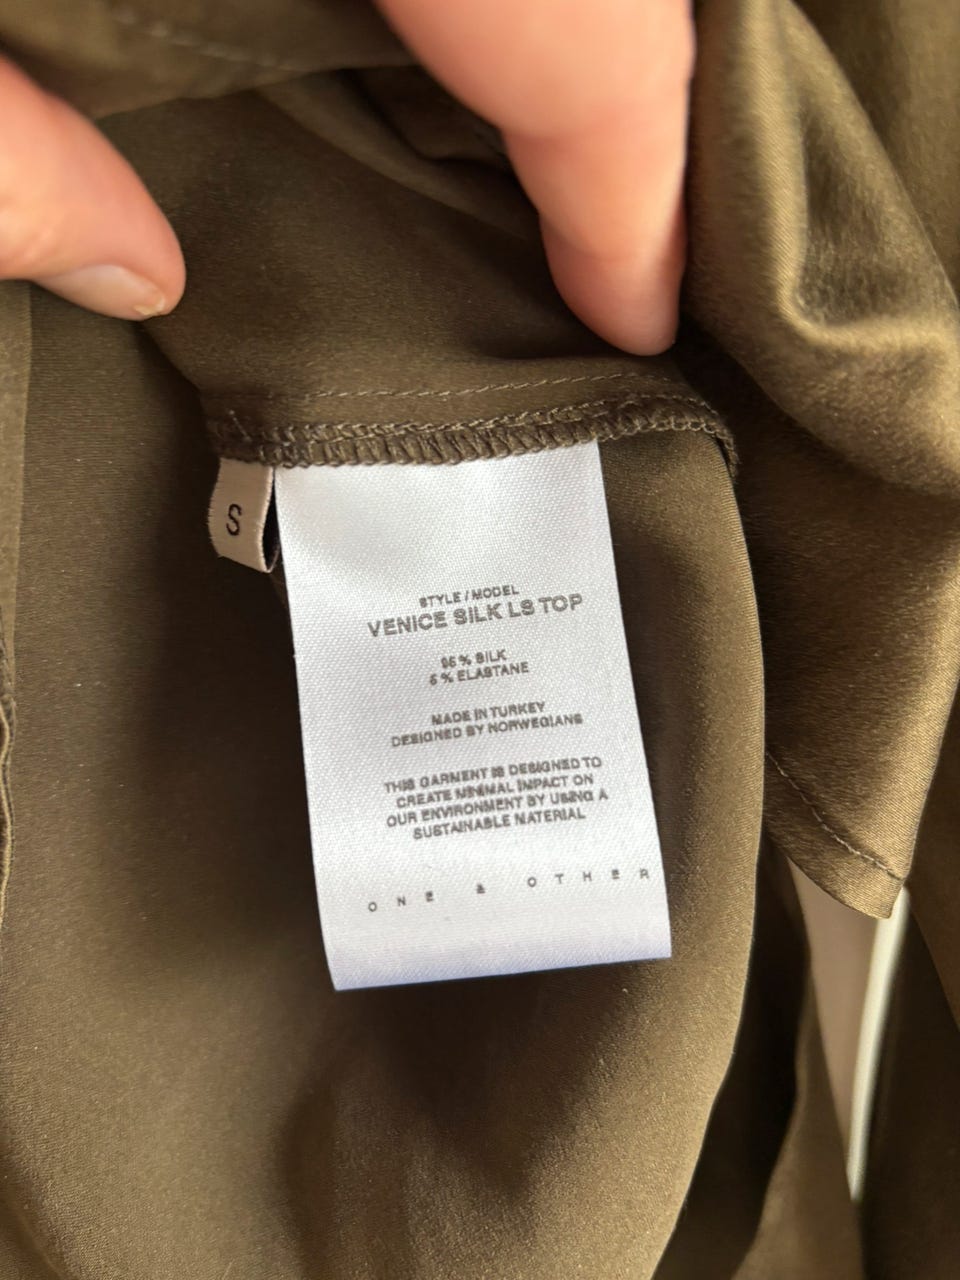 S
STYLE / MODEL
VENICE SILK LS TOP
95 % SILK
5 % ELASTANE
MADE IN TURKEY
DESIGNED BY NORWEGIANS
THIS GARMENT IS DESIGNED TO
CREATE MINIMAL IMPACT ON
OUR ENVIRONMENT BY USING A
SUSTAINABLE MATERIAL
ONE & OTHER